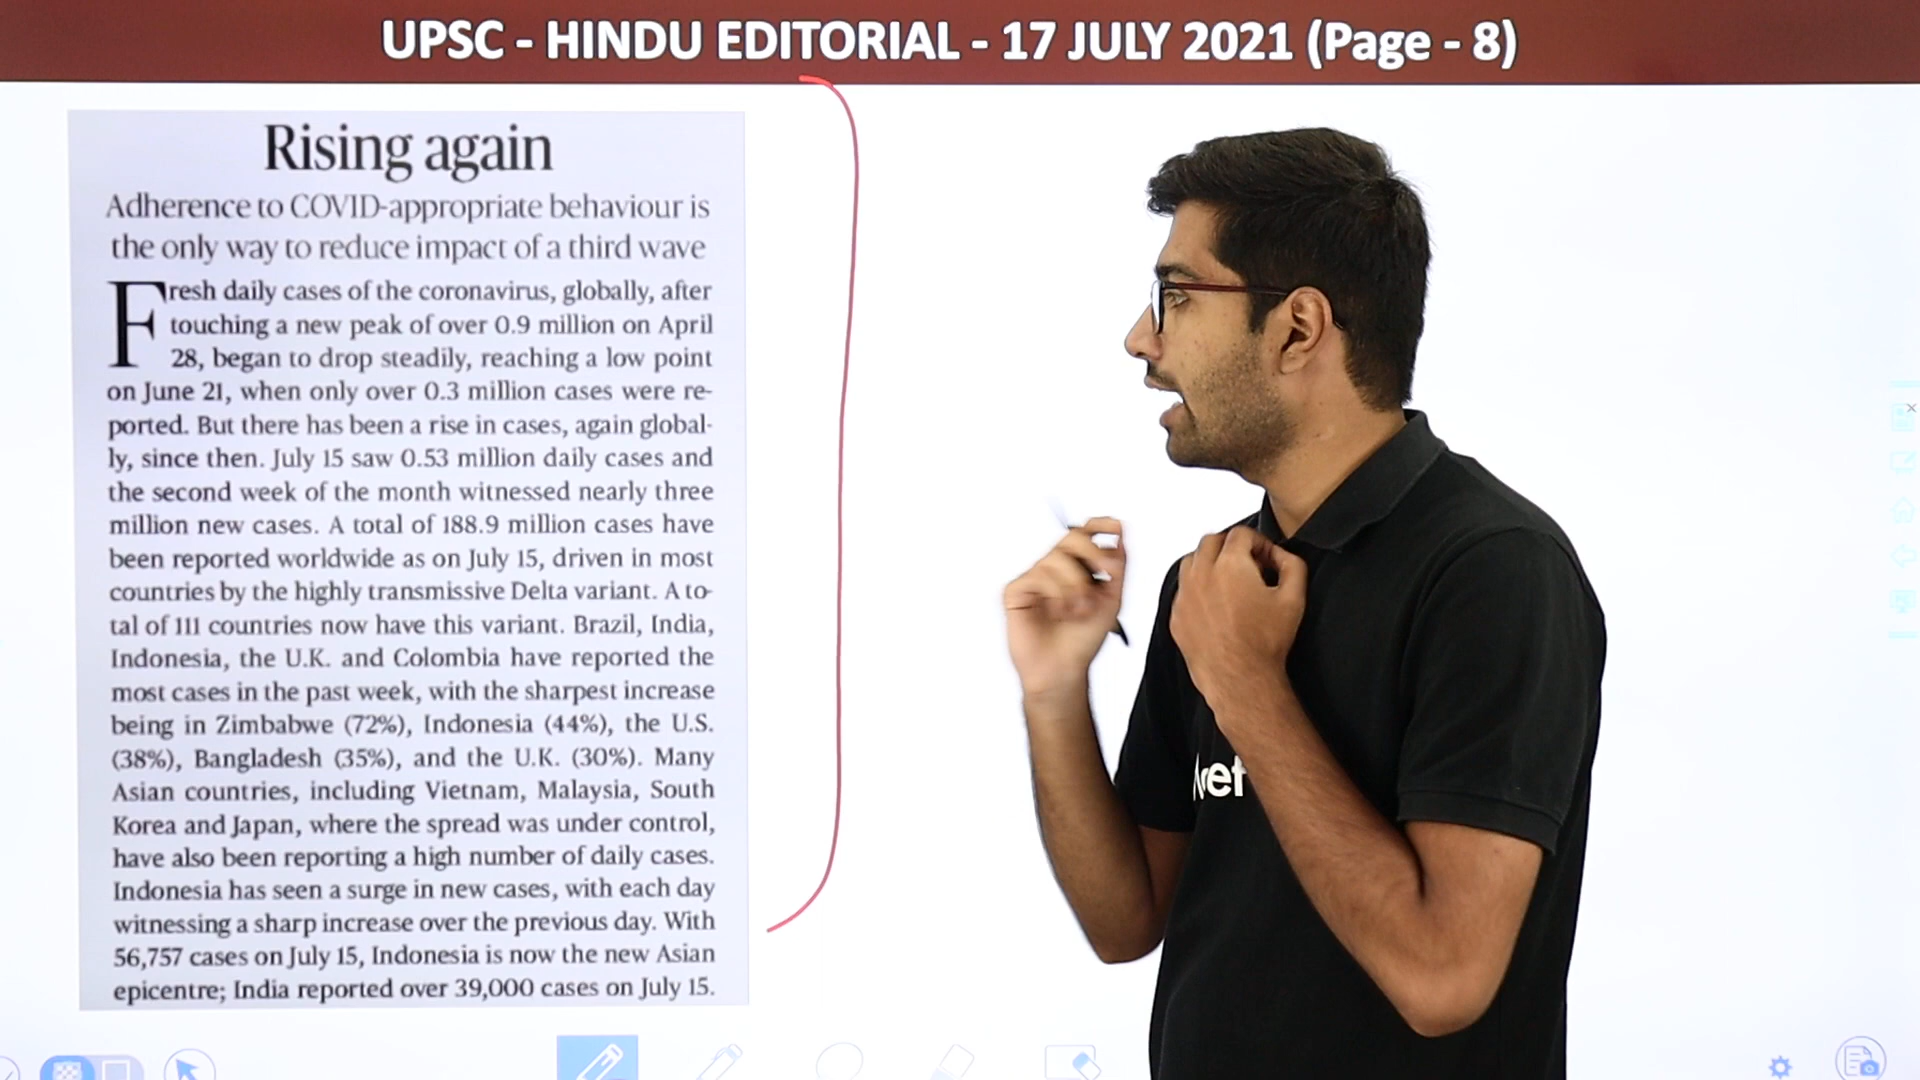 UPSC - HINDU EDITORIAL - 17 JULY 2021 (Page - 8)
Rising again
Adherence to COVID-appropriate behaviour is
the only way to reduce impact of a third wave
Fresh daily cases of the coronavirus, globally, after
touching a new peak of over 0.9 million on April
28, began to drop steadily, reaching a low point
on June 21, when only over 0.3 million cases were re-
ported. But there has been a rise in cases, again global-
ly, since then. July 15 saw 0.53 million daily cases and
the second week of the month witnessed nearly three
million new cases. A total of 188.9 million cases have
been reported worldwide as on July 15, driven in most
countries by the highly transmissive Delta variant. A to-
tal of 111 countries now have this variant. Brazil, India,
Indonesia, the U.K. and Colombia have reported the
most cases in the past week, with the sharpest increase
being in Zimbabwe (72%), Indonesia (44%), the U.S.
(38%), Bangladesh (35%), and the U.K. (30%). Many
Asian countries, including Vietnam, Malaysia, South
Korea and Japan, where the spread was under control,
have also been reporting a high number of daily cases.
Indonesia has seen a surge in new cases, with each day
witnessing a sharp increase over the previous day. With
56,757 cases on July 15, Indonesia is now the new Asian
epicentre; India reported over 39,000 cases on July 15.